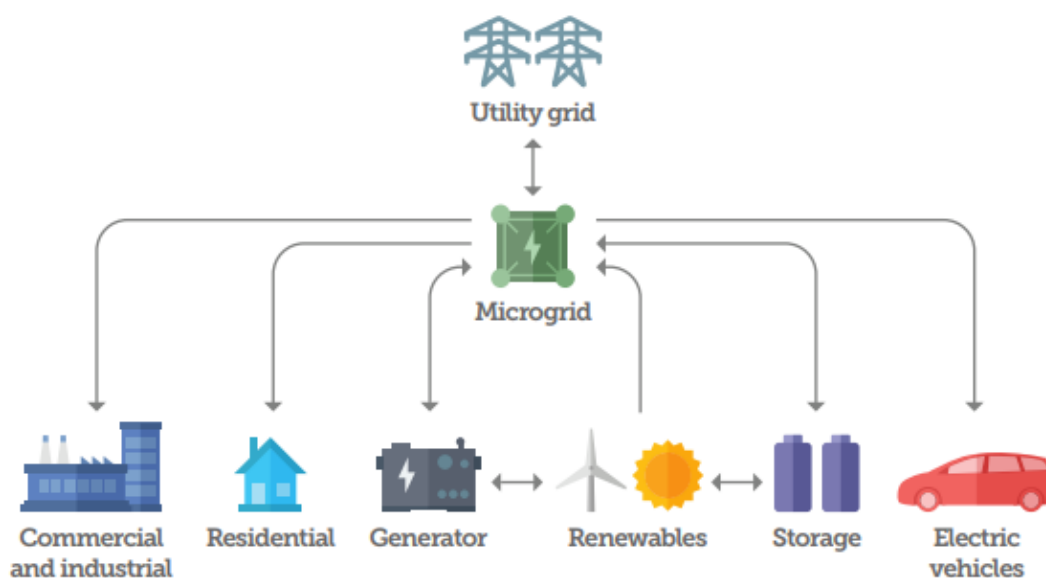 Utility grid
Microgrid
Commercial
and industrial
Residential
Generator
Renewables
Storage
Electric
vehicles